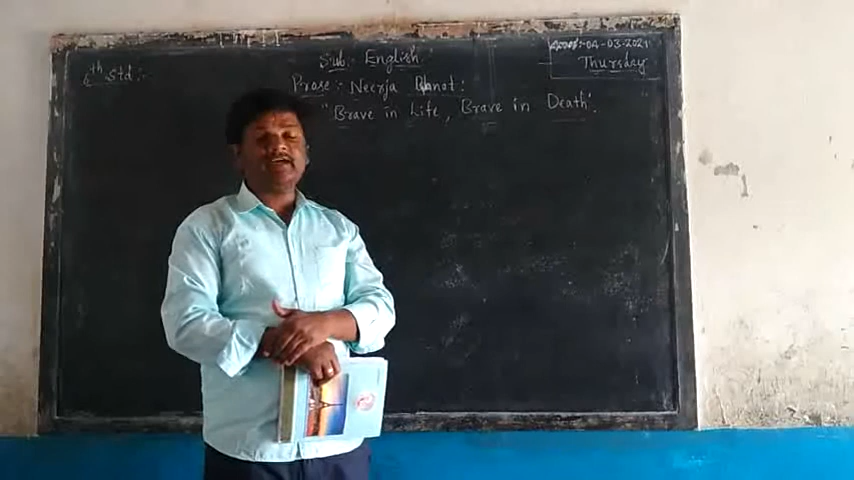 6th Std:-
Sub: English
04-03-2021
Thursday
Prose: Neerja Bhanot:
"Brave in Life, Brave in Death".